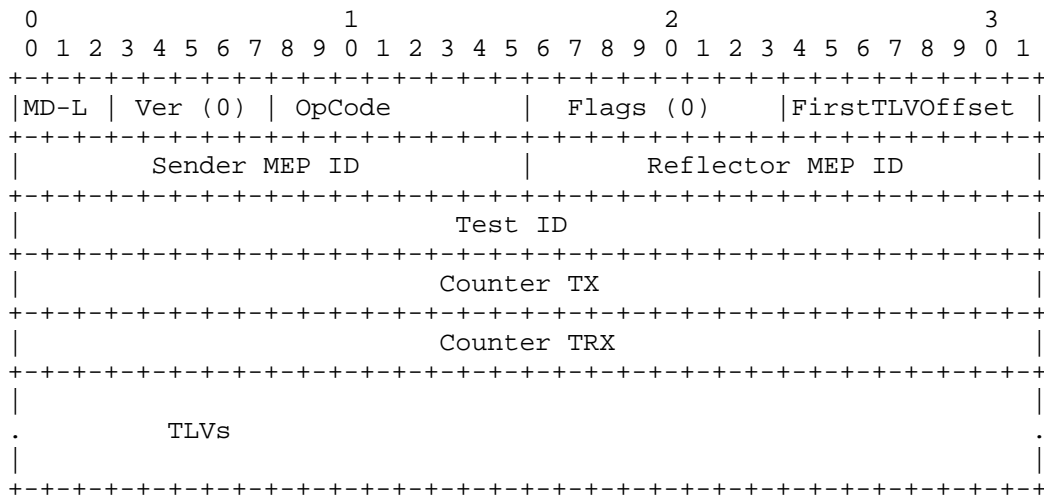 0                   1                   2                   3
 0 1 2 3 4 5 6 7 8 9 0 1 2 3 4 5 6 7 8 9 0 1 2 3 4 5 6 7 8 9 0 1
+-+-+-+-+-+-+-+-+-+-+-+-+-+-+-+-+-+-+-+-+-+-+-+-+-+-+-+-+-+-+-+-+
|MD-L | Ver (0) | OpCode        |  Flags (0)    |FirstTLVOffset |
+-+-+-+-+-+-+-+-+-+-+-+-+-+-+-+-+-+-+-+-+-+-+-+-+-+-+-+-+-+-+-+-+
|        Sender MEP ID          |       Reflector MEP ID        |
+-+-+-+-+-+-+-+-+-+-+-+-+-+-+-+-+-+-+-+-+-+-+-+-+-+-+-+-+-+-+-+-+
|                           Test ID                             |
+-+-+-+-+-+-+-+-+-+-+-+-+-+-+-+-+-+-+-+-+-+-+-+-+-+-+-+-+-+-+-+-+
|                          Counter TX                           |
+-+-+-+-+-+-+-+-+-+-+-+-+-+-+-+-+-+-+-+-+-+-+-+-+-+-+-+-+-+-+-+-+
|                          Counter TRX                          |
+-+-+-+-+-+-+-+-+-+-+-+-+-+-+-+-+-+-+-+-+-+-+-+-+-+-+-+-+-+-+-+-+
|                                                               |
.         TLVs                                                  .
|                                                               |
+-+-+-+-+-+-+-+-+-+-+-+-+-+-+-+-+-+-+-+-+-+-+-+-+-+-+-+-+-+-+-+-+